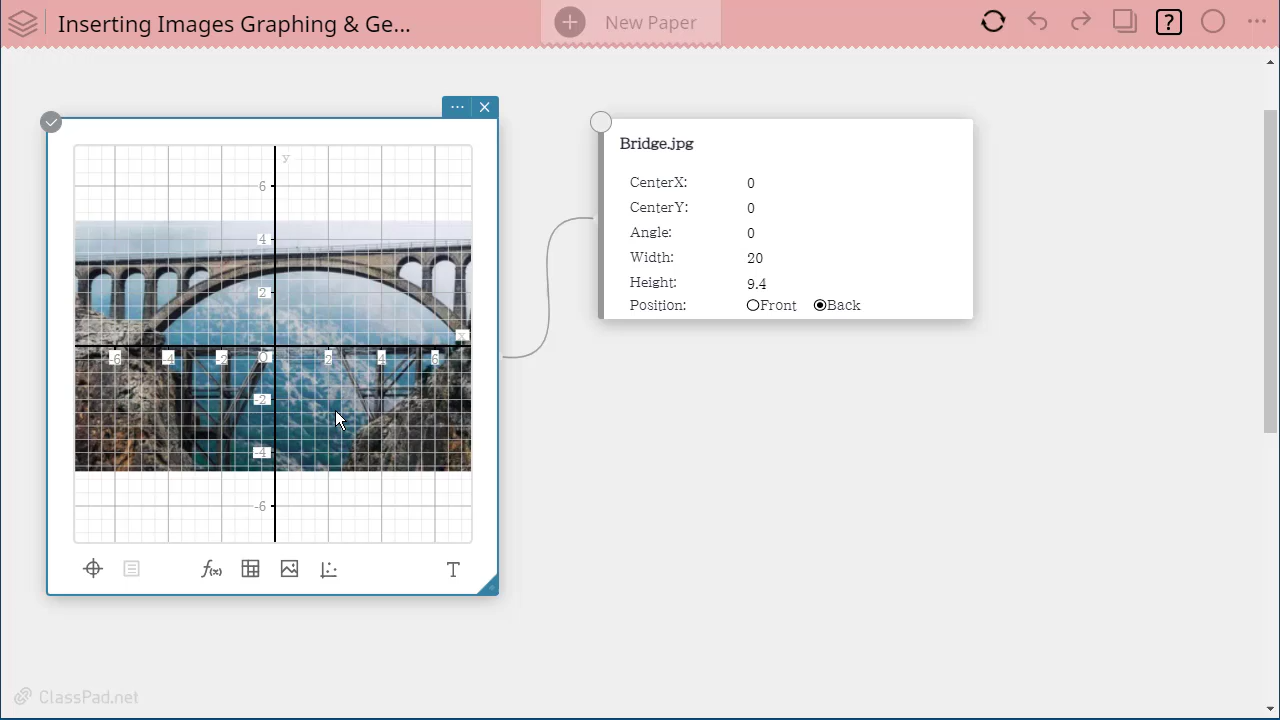 Inserting Images Graphing & Ge...
New Paper
?
y
6
4
2
x
-6 -4 -2 0 2 4 6
-2
-4
-6
f(x)
T
Bridge.jpg
CenterX: 0
CenterY: 0
Angle: 0
Width: 20
Height: 9.4
Position: Front Back
ClassPad.net